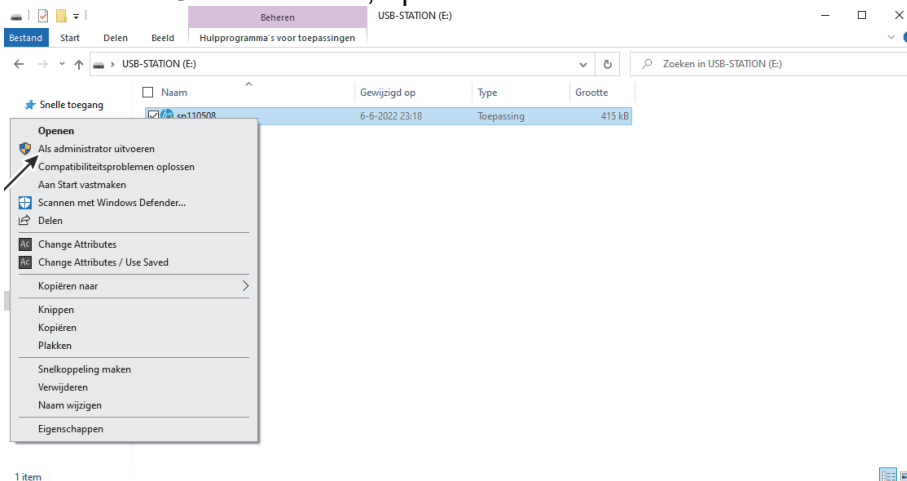 Beheren
USB-STATION (E:)
Bestand Start Delen Beeld Hulpprogramma's voor toepassingen
USB-STATION (E:)
Zoeken in USB-STATION (E:)
Naam Gewijzigd op Type Grootte
Snelle toegang
sp110508 6-6-2022 23:18 Toepassing 415 kB
Openen
Als administrator uitvoeren
Compatibiliteitsproblemen oplossen
Aan Start vastmaken
Scannen met Windows Defender...
Delen
Ac Change Attributes
Ac Change Attributes / Use Saved
Kopiëren naar
Knippen
Kopiëren
Plakken
Snelkoppeling maken
Verwijderen
Naam wijzigen
Eigenschappen
1 item